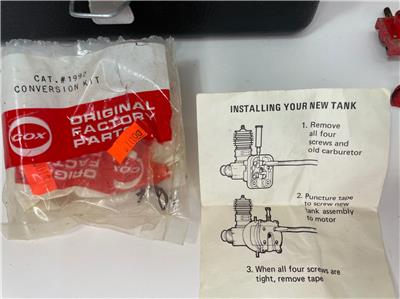 CAT. #1992
CONVERSION KIT
COX
ORIGINAL
FACTORY
PARTS
INSTALLING YOUR NEW TANK
1. Remove
all four
screws and
old carburetor
2. Puncture tape
to screw new
tank assembly
to motor
3. When all four screws are
tight, remove tape